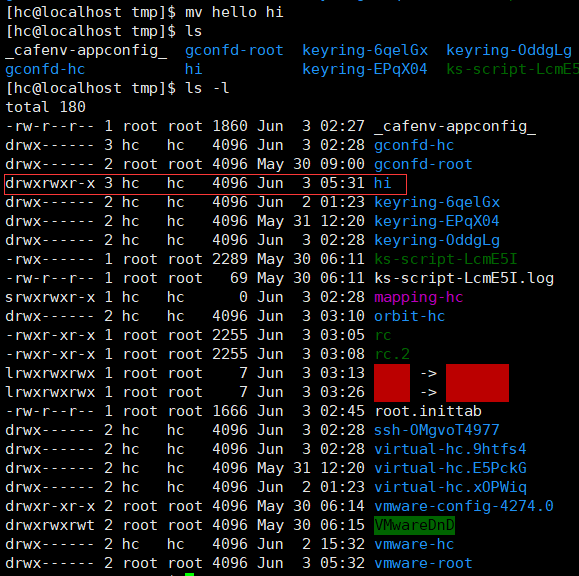 [hc@localhost tmp]$ mv hello hi
[hc@localhost tmp]$ ls
_cafenv-appconfig_ gconfd-root keyring-6qelGx keyring-OddgLg
gconfd-hc hi keyring-EPqX04 ks-script-LcmE5
[hc@localhost tmp]$ ls -l
total 180
-rw-r--r-- 1 root root 1860 Jun 3 02:27 _cafenv-appconfig_
drwx------ 3 hc hc 4096 Jun 3 02:28 gconfd-hc
drwx------ 2 root root 4096 May 30 09:00 gconfd-root
drwxrwxr-x 3 hc hc 4096 Jun 3 05:31 hi
drwx------ 2 hc hc 4096 Jun 2 01:23 keyring-6qelGx
drwx------ 2 hc hc 4096 May 31 12:20 keyring-EPqX04
drwx------ 2 hc hc 4096 Jun 3 02:28 keyring-OddgLg
-rwx------ 1 root root 2289 May 30 06:11 ks-script-LcmE5I
-rw-r--r-- 1 root root 69 May 30 06:11 ks-script-LcmE5I.log
srwxrwxr-x 1 hc hc 0 Jun 3 02:28 mapping-hc
drwx------ 2 hc hc 4096 Jun 3 03:10 orbit-hc
-rwxr-xr-x 1 root root 2255 Jun 3 03:05 rc
-rwxr-xr-x 1 root root 2255 Jun 3 03:08 rc.2
lrwxrwxrwx 1 root root 7 Jun 3 03:13 ->
lrwxrwxrwx 1 root root 7 Jun 3 03:26 ->
-rw-r--r-- 1 root root 1666 Jun 3 02:45 root.inittab
drwx------ 2 hc hc 4096 Jun 3 02:28 ssh-OMgvoT4977
drwx------ 2 hc hc 4096 Jun 3 02:28 virtual-hc.9htfs4
drwx------ 2 hc hc 4096 May 31 12:20 virtual-hc.E5PckG
drwx------ 2 hc hc 4096 Jun 2 01:23 virtual-hc.xOPWiq
drwxr-xr-x 2 root root 4096 May 30 06:14 vmware-config-4274.0
drwxrwxrwt 2 root root 4096 May 30 06:15 VMwareDnD
drwx------ 2 hc hc 4096 Jun 2 15:32 vmware-hc
drwx------ 2 root root 4096 Jun 3 05:32 vmware-root